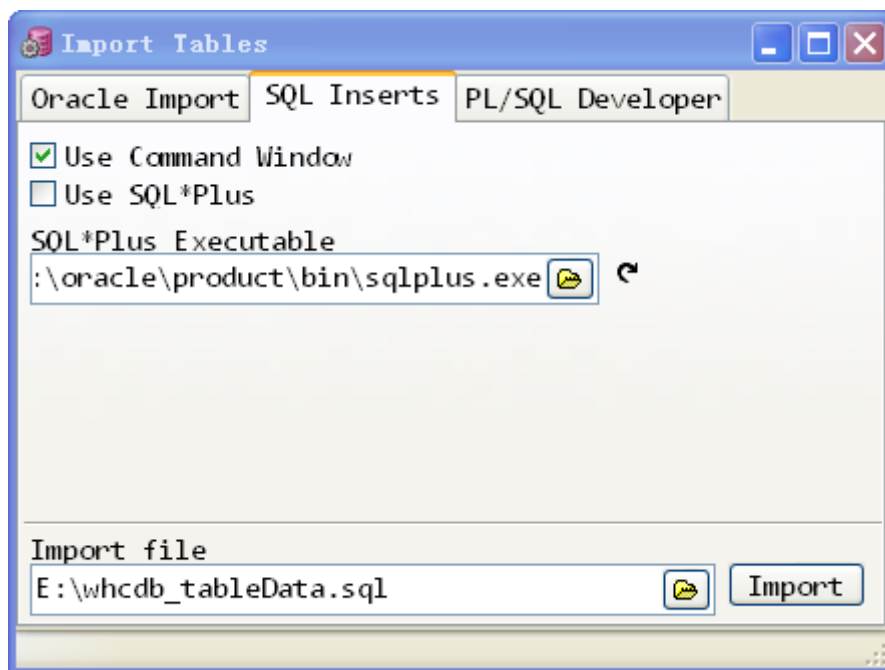 Import Tables
Oracle Import SQL Inserts PL/SQL Developer
Use Command Window
Use SQL*Plus
SQL*Plus Executable
:\oracle\product\bin\sqlplus.exe
Import file
E:\whcdb_tableData.sql Import